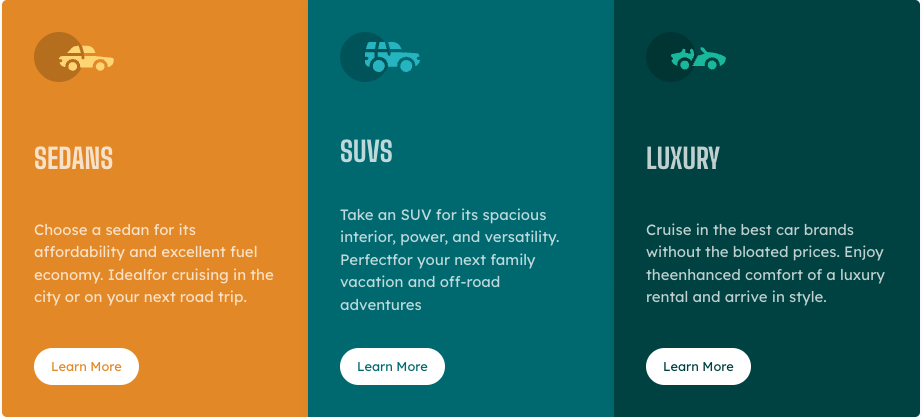 SEDANS
Choose a sedan for its
affordability and excellent fuel
economy. Idealfor cruising in the
city or on your next road trip.
Learn More
SUVS
Take an SUV for its spacious
interior, power, and versatility.
Perfectfor your next family
vacation and off-road
adventures
Learn More
LUXURY
Cruise in the best car brands
without the bloated prices. Enjoy
theenhanced comfort of a luxury
rental and arrive in style.
Learn More